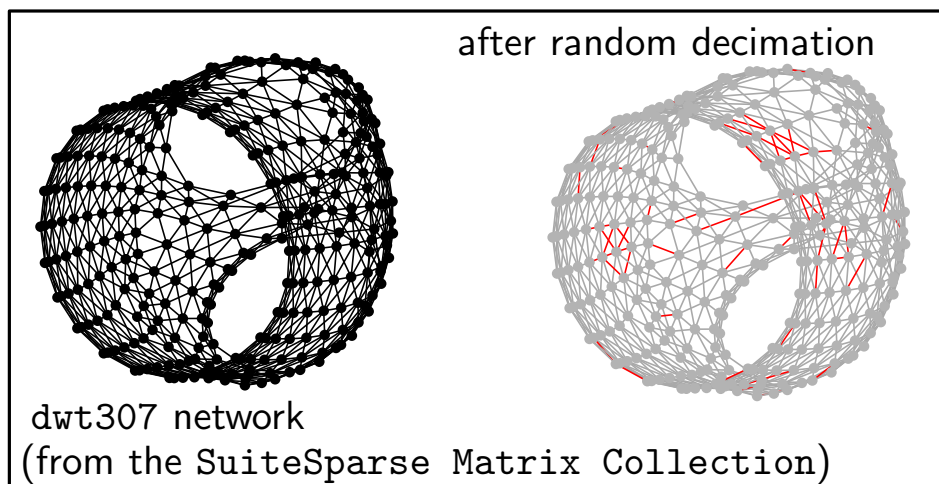 after random decimation
dwt307 network
(from the SuiteSparse Matrix Collection)